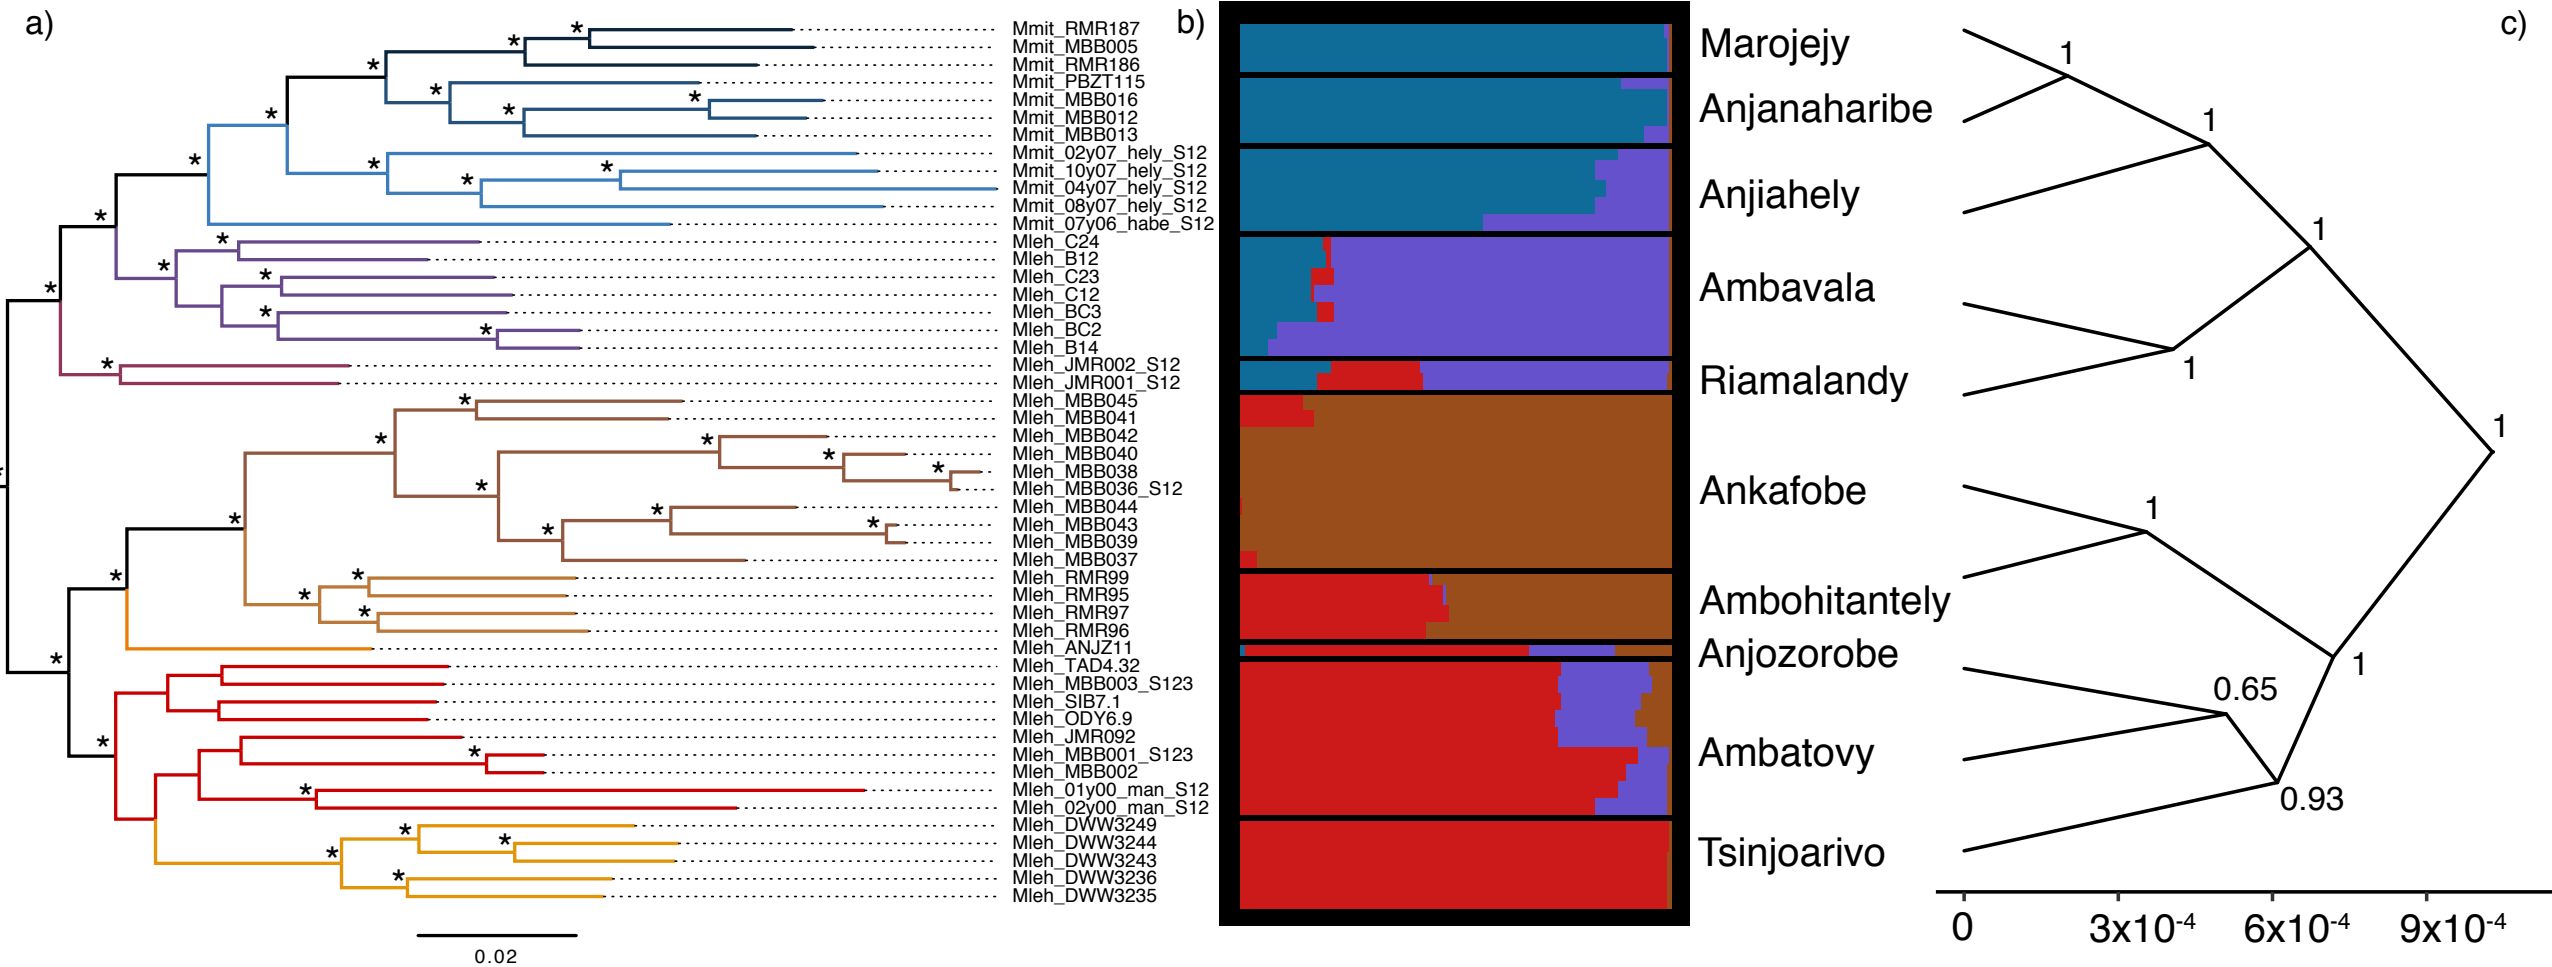 a)
Mmit_RMR187
Mmit_MBB005
Mmit_RMR186
Mmit_PBZT115
Mmit_MBB016
Mmit_MBB012
Mmit_MBB013
Mmit_02y07_hely_S12
Mmit_10y07_hely_S12
Mmit_04y07_hely_S12
Mmit_08y07_hely_S12
Mmit_07y06_habe_S12
Mleh_C24
Mleh_B12
Mleh_C23
Mleh_C12
Mleh_BC3
Mleh_BC2
Mleh_B14
Mleh_JMR002_S12
Mleh_JMR001_S12
Mleh_MBB045
Mleh_MBB041
Mleh_MBB042
Mleh_MBB040
Mleh_MBB038
Mleh_MBB036_S12
Mleh_MBB044
Mleh_MBB043
Mleh_MBB039
Mleh_MBB037
Mleh_RMR99
Mleh_RMR95
Mleh_RMR97
Mleh_RMR96
Mleh_ANJZ11
Mleh_TAD4.32
Mleh_MBB003_S123
Mleh_SIB7.1
Mleh_ODY6.9
Mleh_JMR092
Mleh_MBB001_S123
Mleh_MBB002
Mleh_01y00_man_S12
Mleh_02y00_man_S12
Mleh_DWW3249
Mleh_DWW3244
Mleh_DWW3243
Mleh_DWW3236
Mleh_DWW3235
0.02
b)
Marojejy
Anjanaharibe
Anjiahely
Ambavala
Riamalandy
Ankafobe
Ambohitantely
Anjozorobe
Ambatovy
Tsinjoarivo
c)
1
1
1
1
1
1
1
0.65
0.93
0
3x10-4
6x10-4
9x10-4